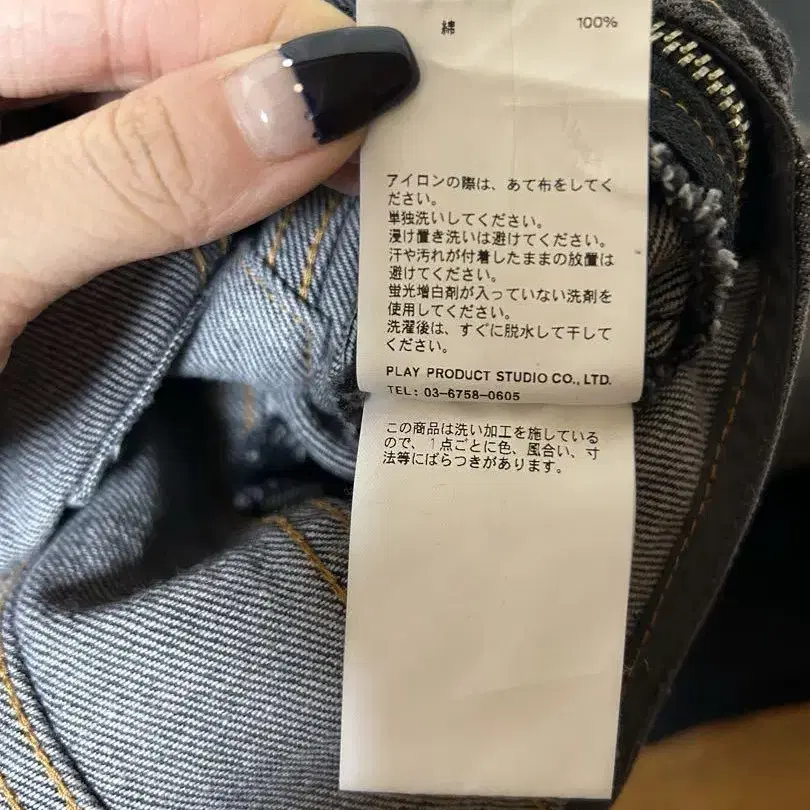 綿 100%
アイロンの際は、あて布をしてく
ださい。
単独洗いしてください。
浸け置き洗いは避けてください。
汗や汚れが付着したままの放置は
避けてください。
蛍光増白剤が入っていない洗剤を
使用してください。
洗濯後は、すぐに脱水して干して
ください。
PLAY PRODUCT STUDIO CO., LTD.
TEL: 03-6758-0605
この商品は洗い加工を施している
ので、1点ごとに色、風合い、寸
法等にばらつきがあります。